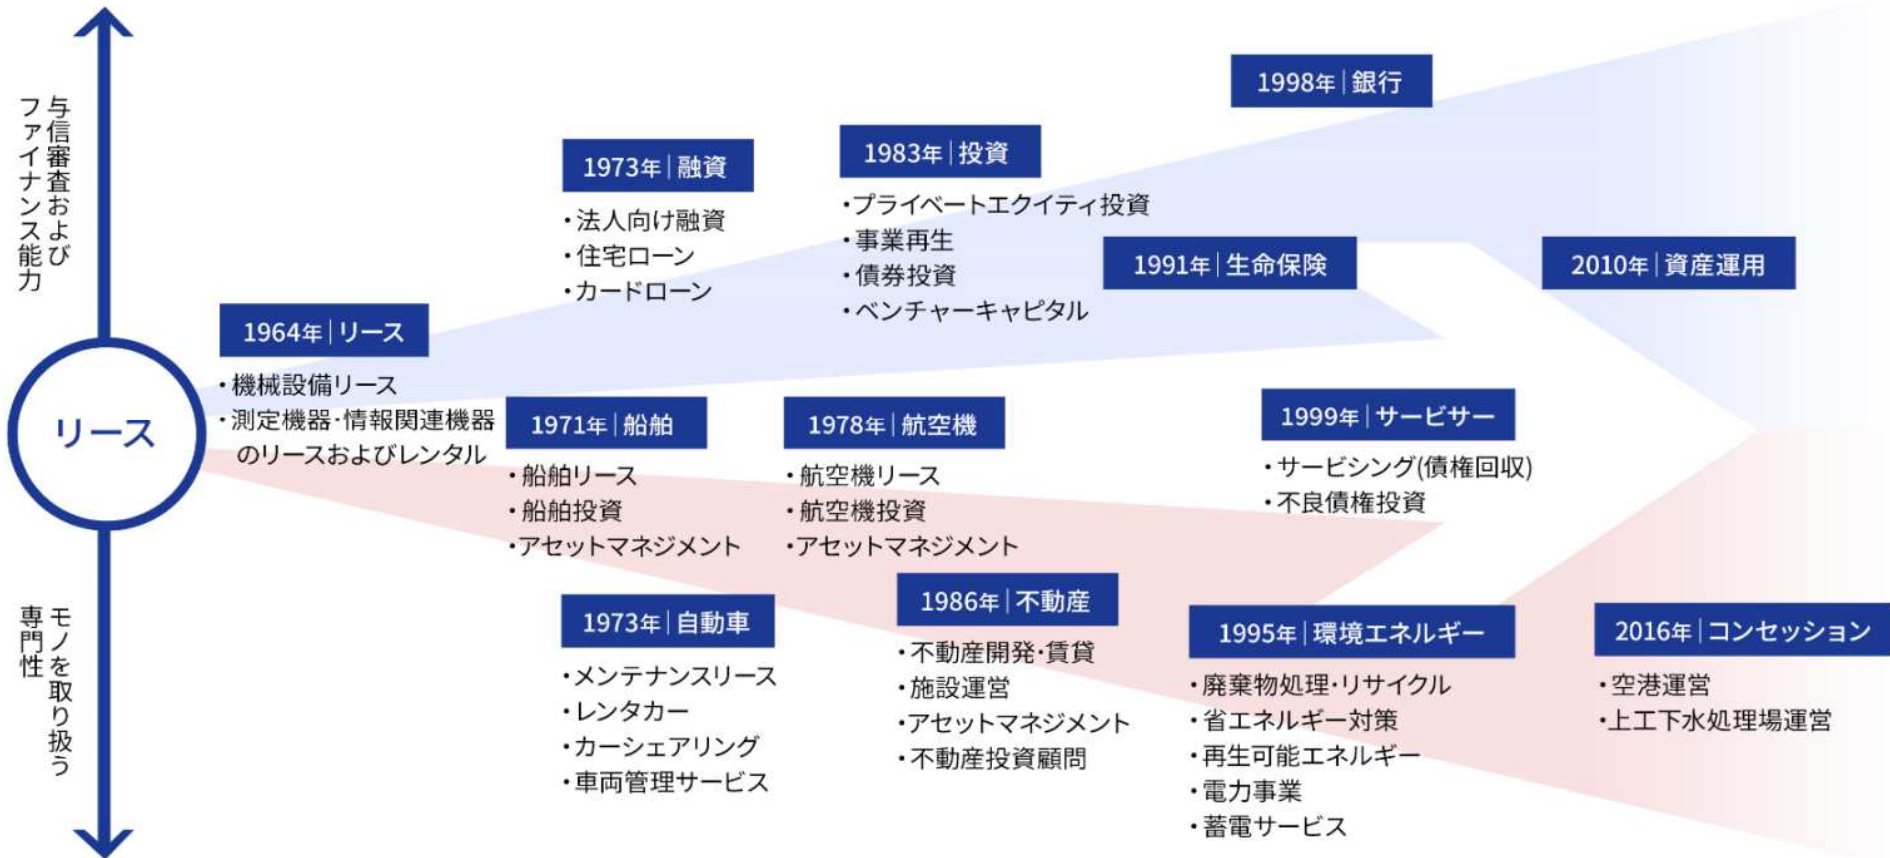 与信審査および
ファイナンス能力
リース
モノを取り扱う
専門性
1964年|リース
・機械設備リース
・測定機器・情報関連機器
のリースおよびレンタル
1973年|融資
・法人向け融資
・住宅ローン
・カードローン
1983年|投資
・プライベートエクイティ投資
・事業再生
・債券投資
・ベンチャーキャピタル
1998年|銀行
1991年|生命保険
2010年|資産運用
1971年|船舶
・船舶リース
・船舶投資
・アセットマネジメント
1978年|航空機
・航空機リース
・航空機投資
・アセットマネジメント
1999年|サービサー
・サービシング(債権回収)
・不良債権投資
1973年|自動車
・メンテナンスリース
・レンタカー
・カーシェアリング
・車両管理サービス
1986年|不動産
・不動産開発・賃貸
・施設運営
・アセットマネジメント
・不動産投資顧問
1995年|環境エネルギー
・廃棄物処理・リサイクル
・省エネルギー対策
・再生可能エネルギー
・電力事業
・蓄電サービス
2016年|コンセッション
・空港運営
・上工下水処理場運営